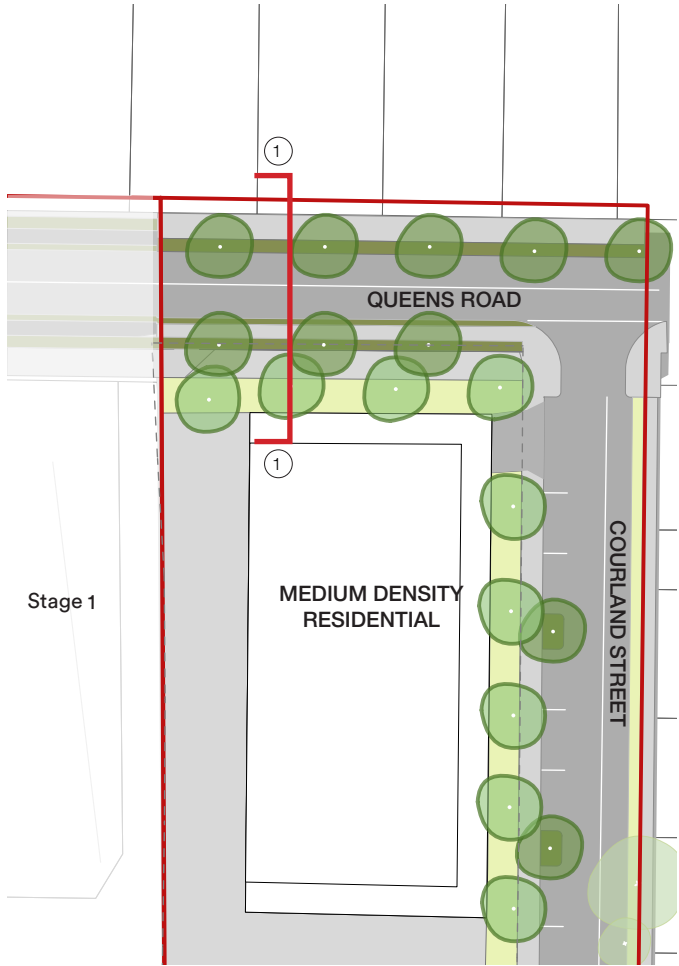 1
QUEENS ROAD
1
Stage 1
MEDIUM DENSITY
RESIDENTIAL
COURLAND STREET